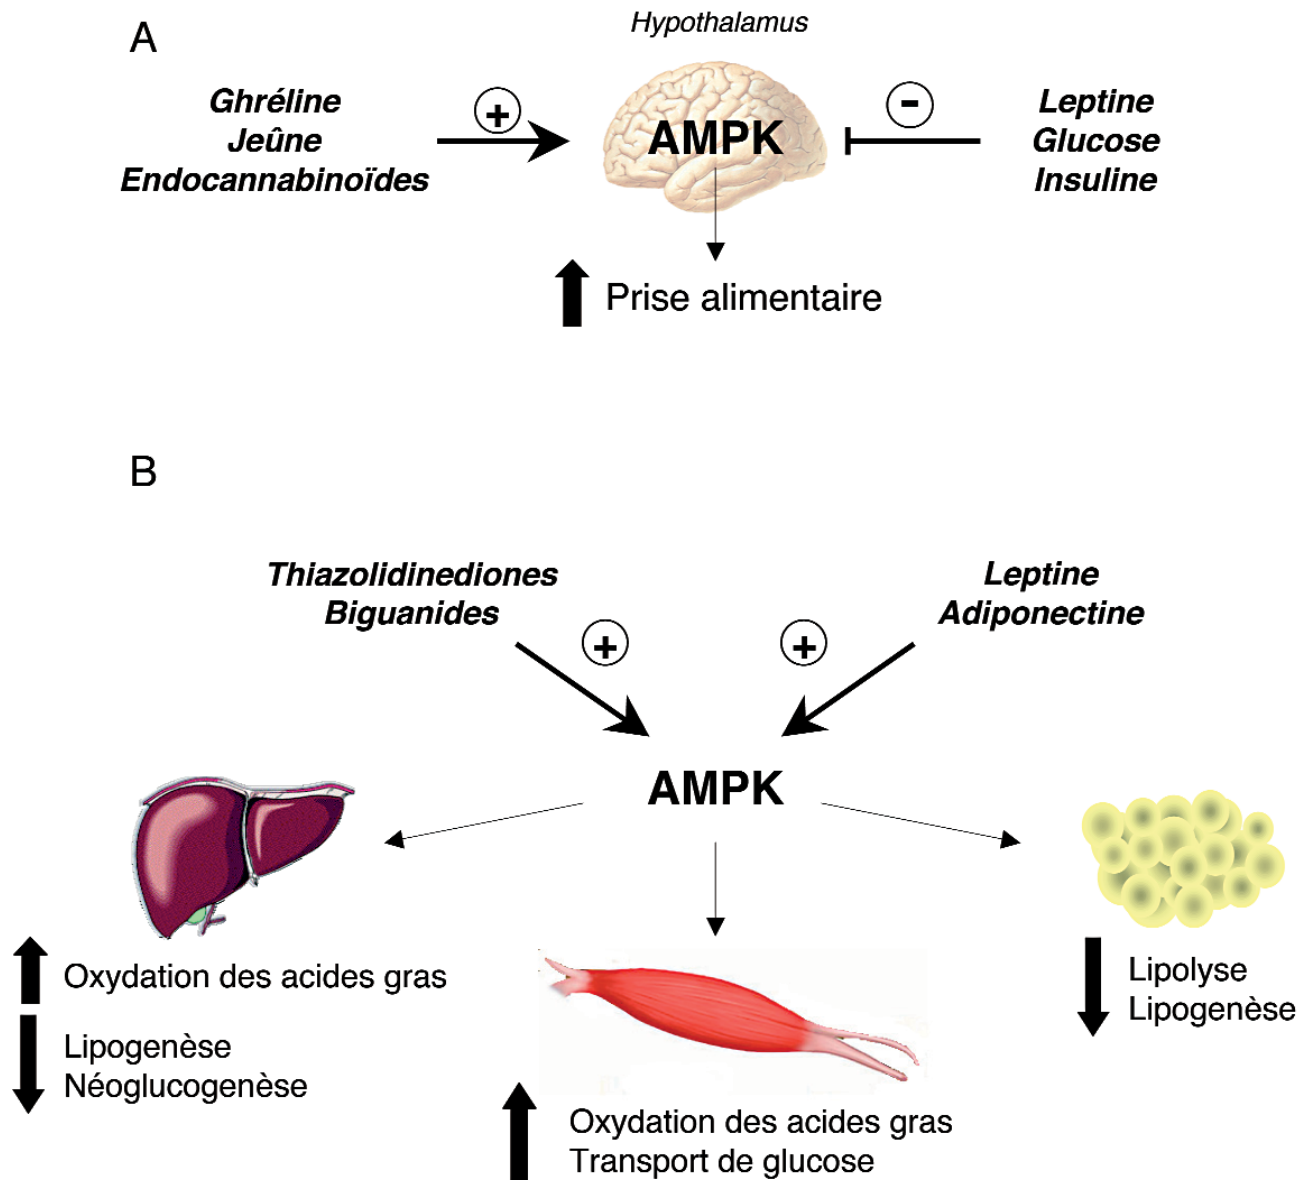 A
Hypothalamus
Ghréline
Jeûne
Endocannabinoïdes
+
AMPK
-
Leptine
Glucose
Insuline
Prise alimentaire
B
Thiazolidinediones
Biguanides
+
+
Leptine
Adiponectine
AMPK
Oxydation des acides gras
Lipogenèse
Néoglucogenèse
Oxydation des acides gras
Transport de glucose
Lipolyse
Lipogenèse